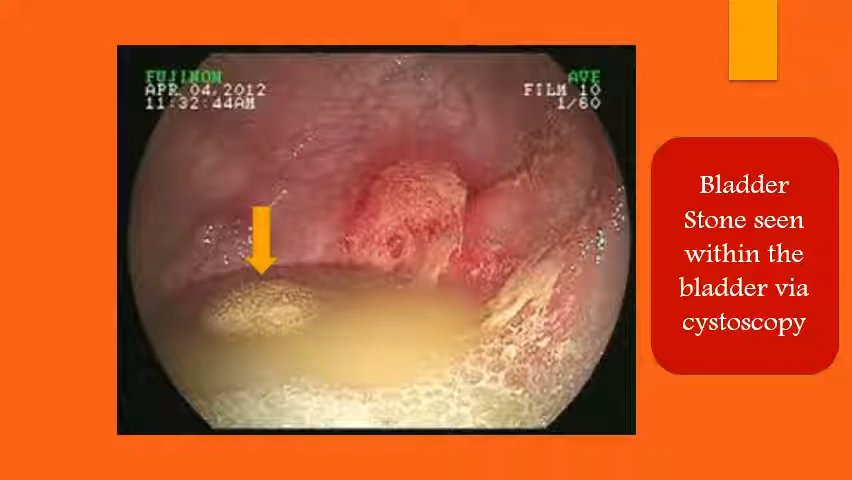 FUJINON
APR 04,2012
11:32:44AM
AVE
FILM 10
1/60
Bladder
Stone seen
within the
bladder via
cystoscopy